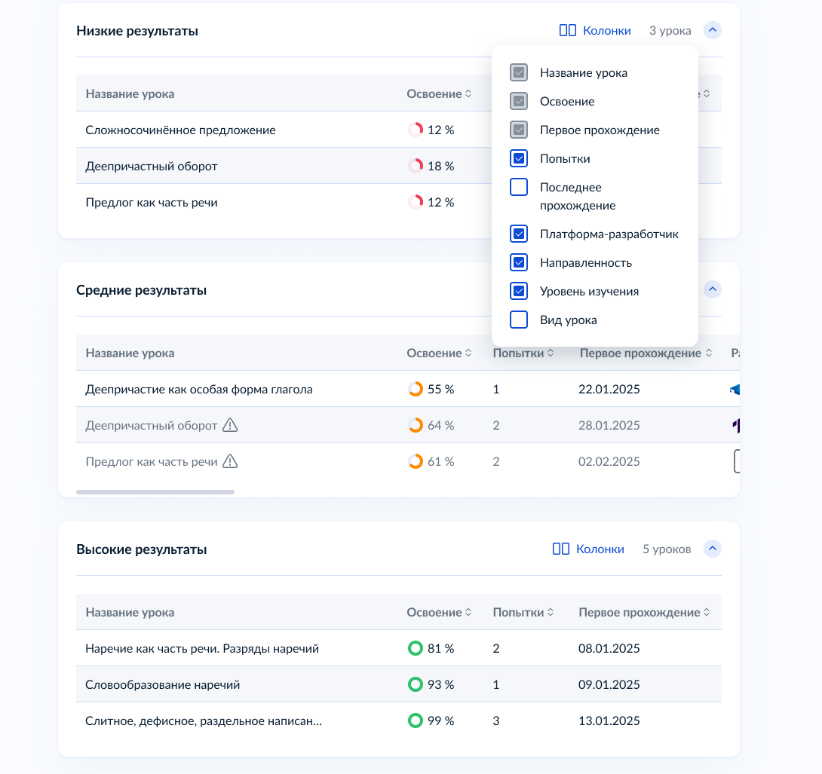 Низкие результаты
Колонки
3 урока
Название урока
Освоение
Сложносочинённое предложение
12 %
Деепричастный оборот
18 %
Предлог как часть речи
12 %
Название урока
Освоение
Первое прохождение
Попытки
Последнее
прохождение
Платформа-разработчик
Направленность
Уровень изучения
Вид урока
Средние результаты
Название урока
Освоение
Попытки
Первое прохождение
Деепричастие как особая форма глагола
55 %
1
22.01.2025
Деепричастный оборот
64 %
2
28.01.2025
Предлог как часть речи
61 %
2
02.02.2025
Высокие результаты
Колонки
5 уроков
Название урока
Освоение
Попытки
Первое прохождение
Наречие как часть речи. Разряды наречий
81 %
2
08.01.2025
Словообразование наречий
93 %
1
09.01.2025
Слитное, дефисное, раздельное написан...
99 %
3
13.01.2025